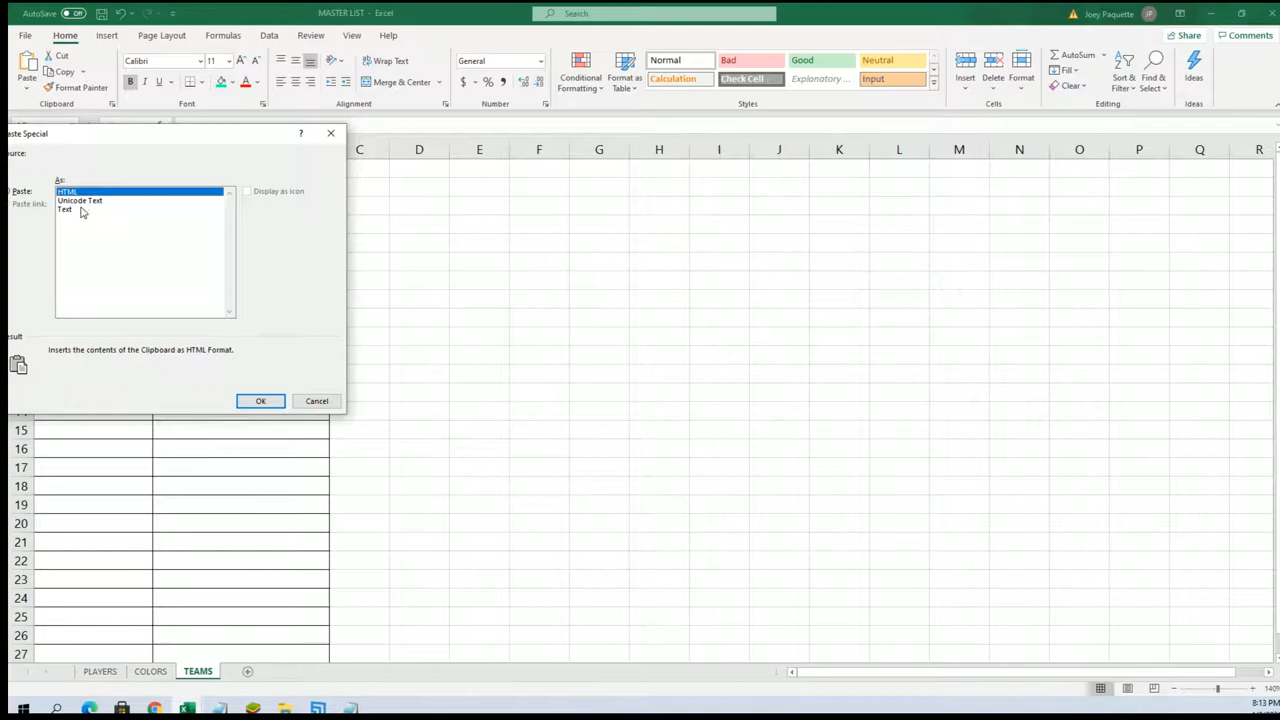 AutoSave Off MASTER LIST - Excel Search Joey Paquette JP
File Home Insert Page Layout Formulas Data Review View Help Share Comments
Paste Cut Copy Format Painter Clipboard
Calibri 11 A A B I U A Font
Wrap Text Merge & Center Alignment
General $ % Number
Conditional Formatting Format as Table
Normal Bad Good Neutral
Calculation Check Cell Explanatory ... Input
Styles
Insert Delete Format Cells
AutoSum Fill Clear Sort & Filter Find & Select Editing
Ideas Ideas
aste Special ?
ource:
As:
Paste: HTML Display as icon
Paste link: Unicode Text
Text
esult
Inserts the contents of the Clipboard as HTML Format.
OK Cancel
C D E F G H I J K L M N O P Q R
15
16
17
18
19
20
21
22
23
24
25
26
27
PLAYERS COLORS TEAMS
140%
8:13 PM